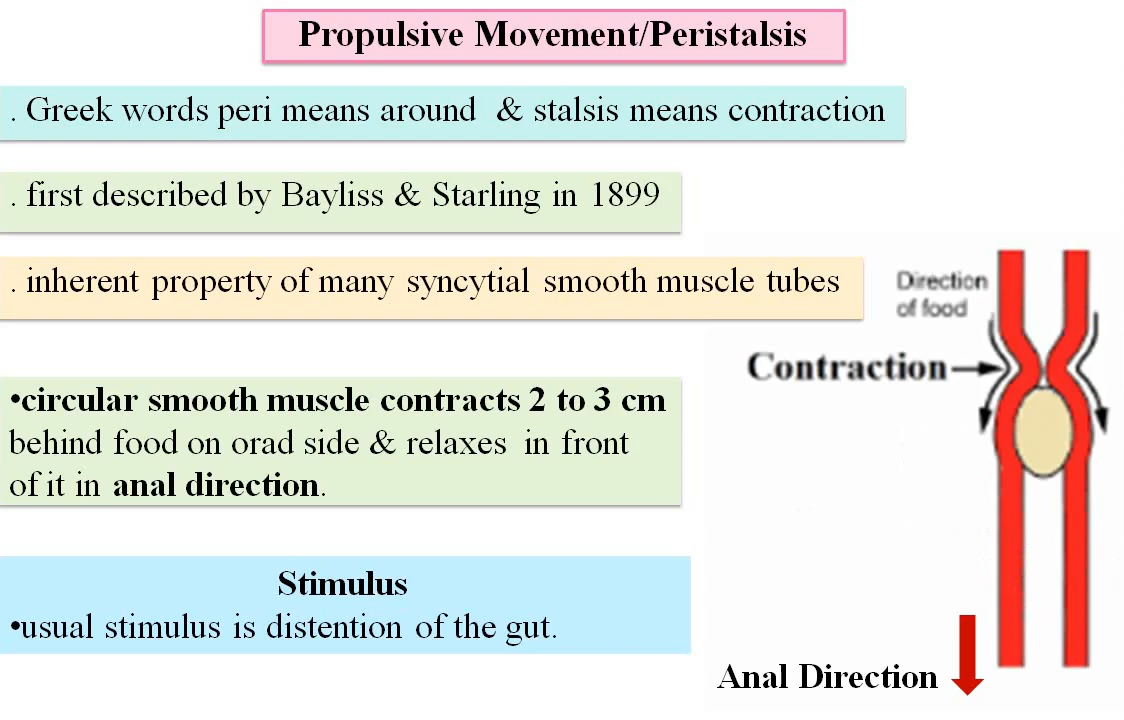 Propulsive Movement/Peristalsis
. Greek words peri means around & stalsis means contraction
. first described by Bayliss & Starling in 1899
. inherent property of many syncytial smooth muscle tubes
•circular smooth muscle contracts 2 to 3 cm
behind food on orad side & relaxes in front
of it in anal direction.
Stimulus
•usual stimulus is distention of the gut.
Direction
of food
Contraction
Anal Direction